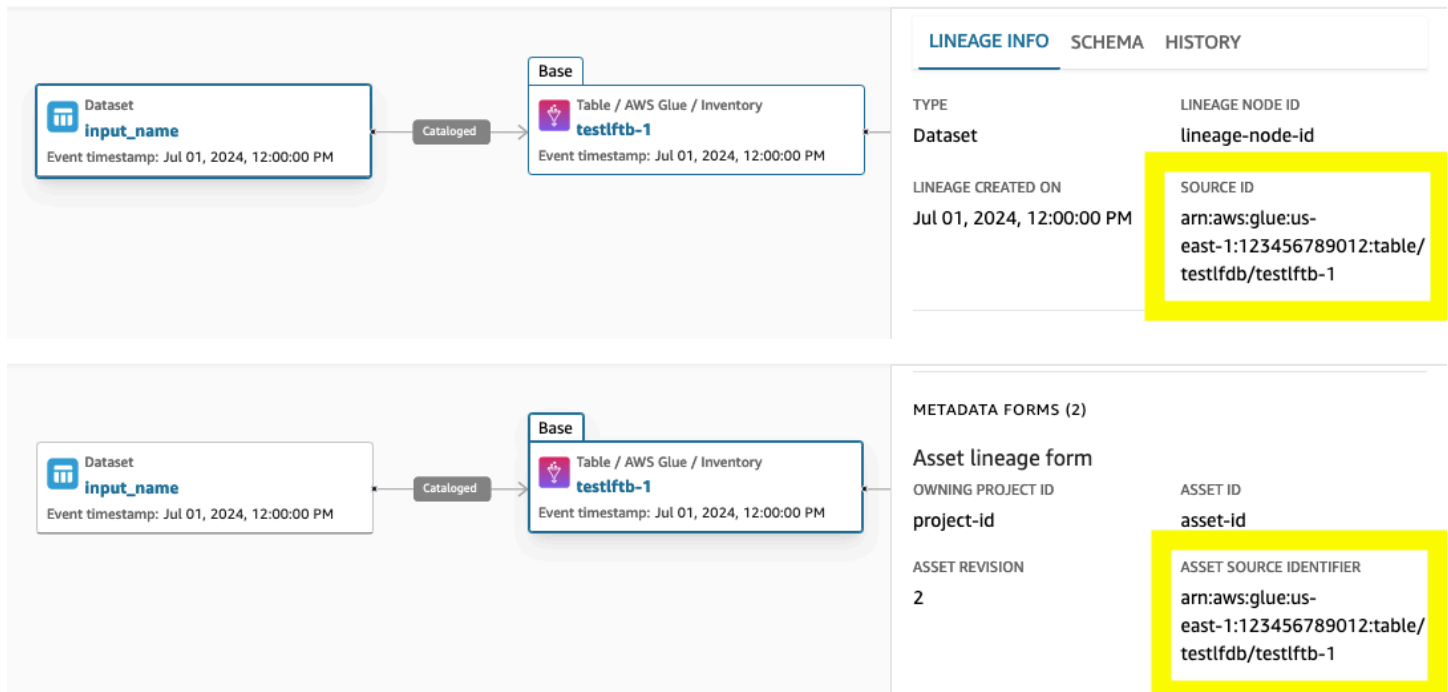 LINEAGE INFO SCHEMA HISTORY
Base
Dataset
input_name
Event timestamp: Jul 01, 2024, 12:00:00 PM
Cataloged
Table / AWS Glue / Inventory
testlftb-1
Event timestamp: Jul 01, 2024, 12:00:00 PM
TYPE
Dataset
LINEAGE NODE ID
lineage-node-id
LINEAGE CREATED ON
Jul 01, 2024, 12:00:00 PM
SOURCE ID
arn:aws:glue:us-
east-1:123456789012:table/
testlfdb/testlftb-1
Base
Dataset
input_name
Event timestamp: Jul 01, 2024, 12:00:00 PM
Cataloged
Table / AWS Glue / Inventory
testlftb-1
Event timestamp: Jul 01, 2024, 12:00:00 PM
METADATA FORMS (2)
Asset lineage form
OWNING PROJECT ID
project-id
ASSET ID
asset-id
ASSET REVISION
2
ASSET SOURCE IDENTIFIER
arn:aws:glue:us-
east-1:123456789012:table/
testlfdb/testlftb-1